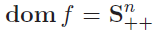 dom f = S^n_{++}